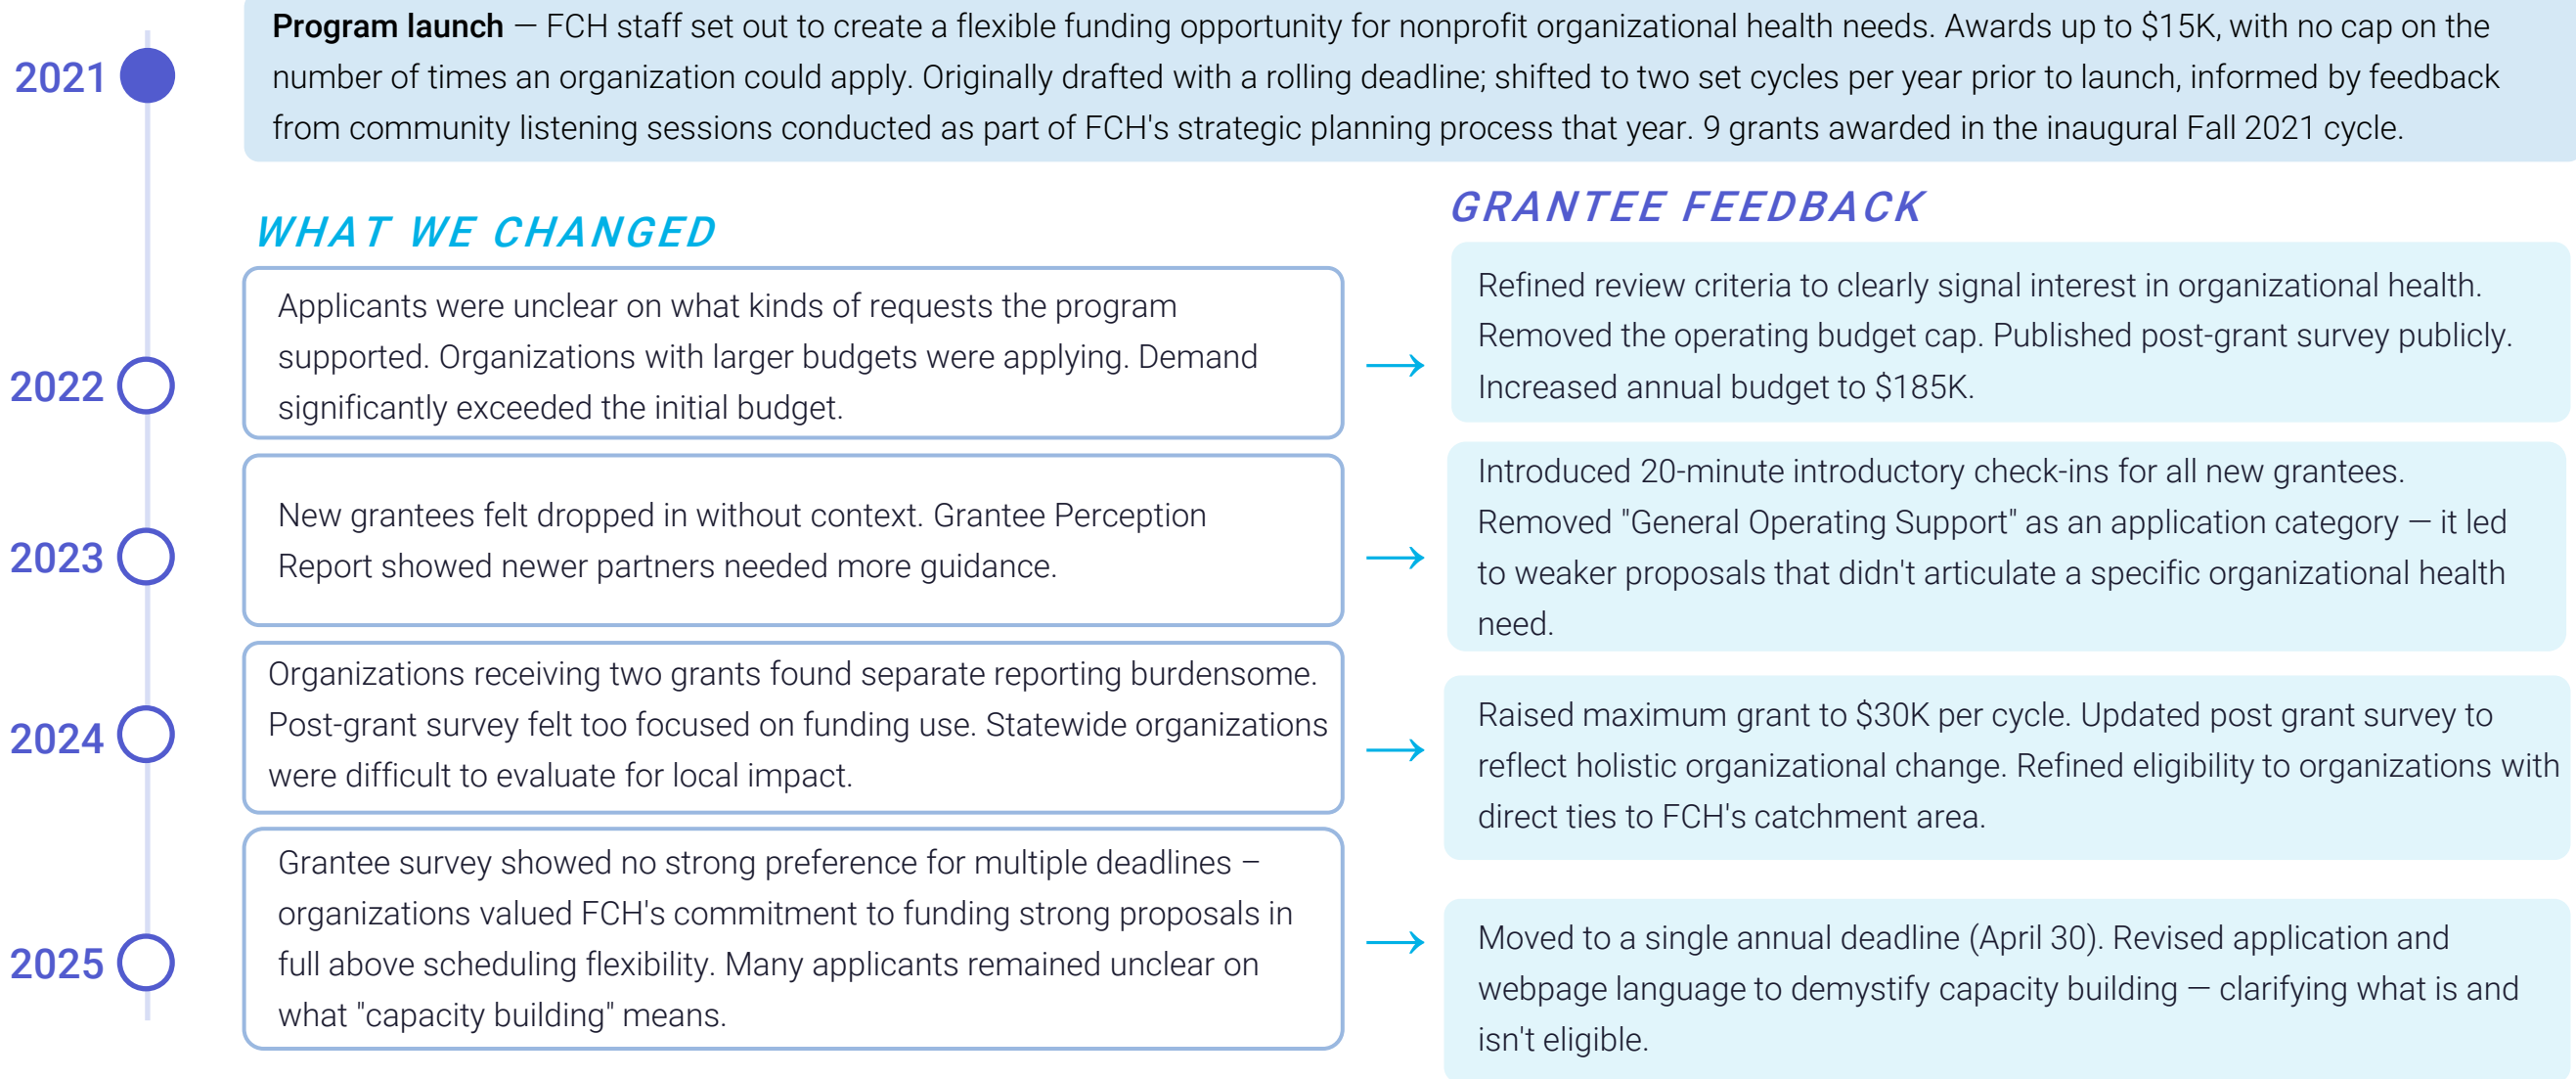 Program launch — FCH staff set out to create a flexible funding opportunity for nonprofit organizational health needs. Awards up to $15K, with no cap on the
2021
number of times an organization could apply. Originally drafted with a rolling deadline; shifted to two set cycles per year prior to launch, informed by feedback
from community listening sessions conducted as part of FCH's strategic planning process that year. 9 grants awarded in the inaugural Fall 2021 cycle.
WHAT WE CHANGED
GRANTEE FEEDBACK
2022
Applicants were unclear on what kinds of requests the program
supported. Organizations with larger budgets were applying. Demand
significantly exceeded the initial budget.
→
Refined review criteria to clearly signal interest in organizational health.
Removed the operating budget cap. Published post-grant survey publicly.
Increased annual budget to $185K.
2023
New grantees felt dropped in without context. Grantee Perception
Report showed newer partners needed more guidance.
→
Introduced 20-minute introductory check-ins for all new grantees.
Removed "General Operating Support" as an application category — it led
to weaker proposals that didn't articulate a specific organizational health
need.
2024
Organizations receiving two grants found separate reporting burdensome.
Post-grant survey felt too focused on funding use. Statewide organizations
were difficult to evaluate for local impact.
→
Raised maximum grant to $30K per cycle. Updated post grant survey to
reflect holistic organizational change. Refined eligibility to organizations with
direct ties to FCH's catchment area.
2025
Grantee survey showed no strong preference for multiple deadlines –
organizations valued FCH's commitment to funding strong proposals in
full above scheduling flexibility. Many applicants remained unclear on
what "capacity building" means.
→
Moved to a single annual deadline (April 30). Revised application and
webpage language to demystify capacity building — clarifying what is and
isn't eligible.